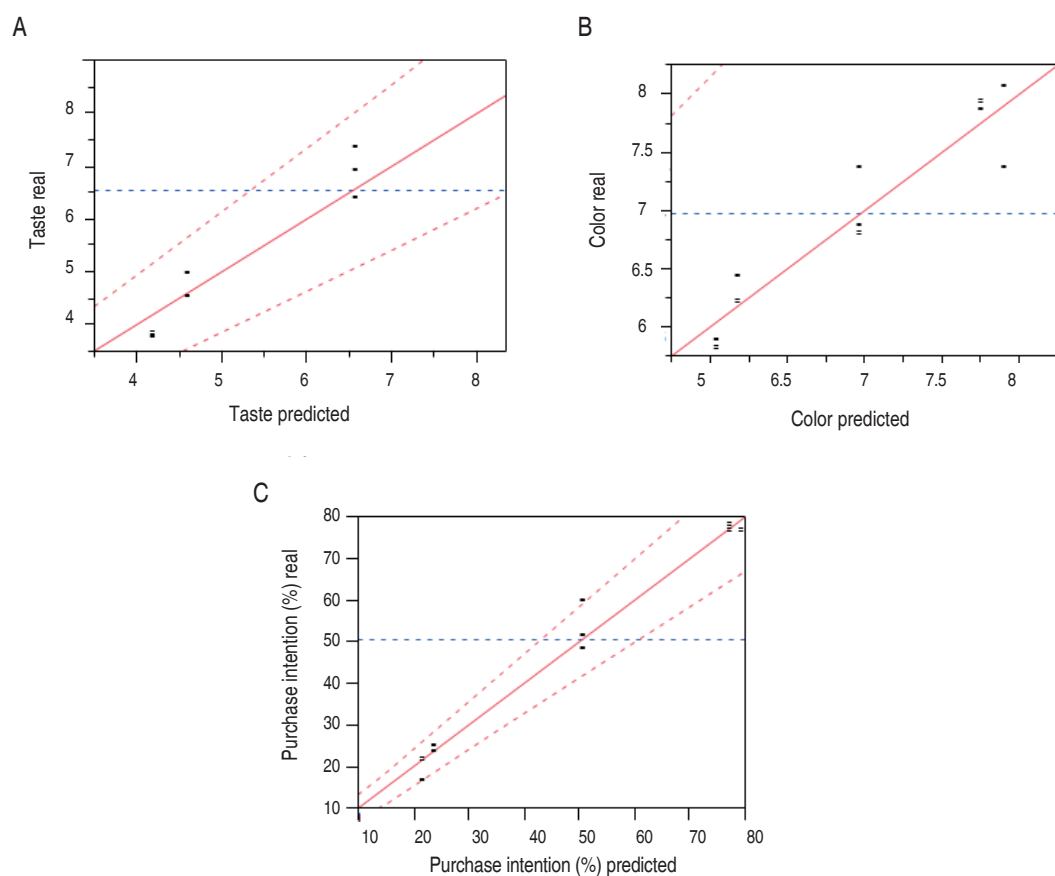 A
8
7
6
5
4
Taste real
4 5 6 7 8
Taste predicted
B
8
7.5
7
6.5
6
Color real
5 6.5 7 7.5 8
Color predicted
C
80
70
60
50
40
30
20
10
Purchase intention (%) real
10 20 30 40 50 60 70 80
Purchase intention (%) predicted